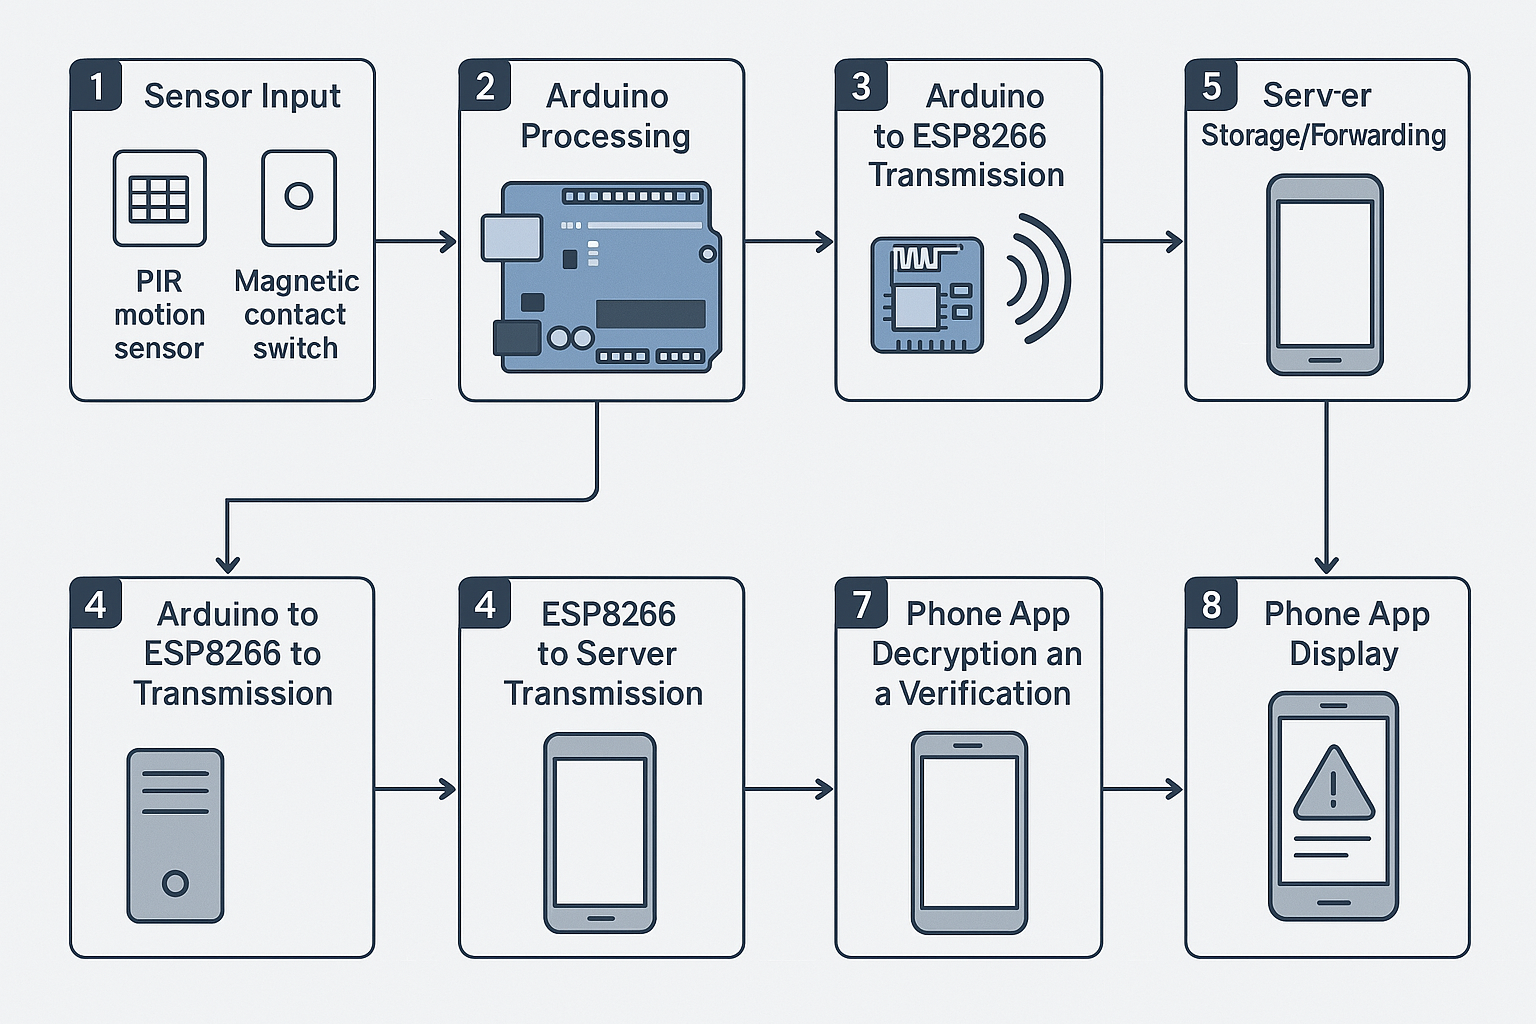 1
Sensor Input
PIR
motion
sensor
Magnetic
contact
switch
2
Arduino
Processing
3
Arduino
to ESP8266
Transmission
5
Serv-er
Storage/Forwarding
4
Arduino to
ESP8266 to
Transmission
4
ESP8266
to Server
Transmission
7
Phone App
Decryption an
a Verification
8
Phone App
Display